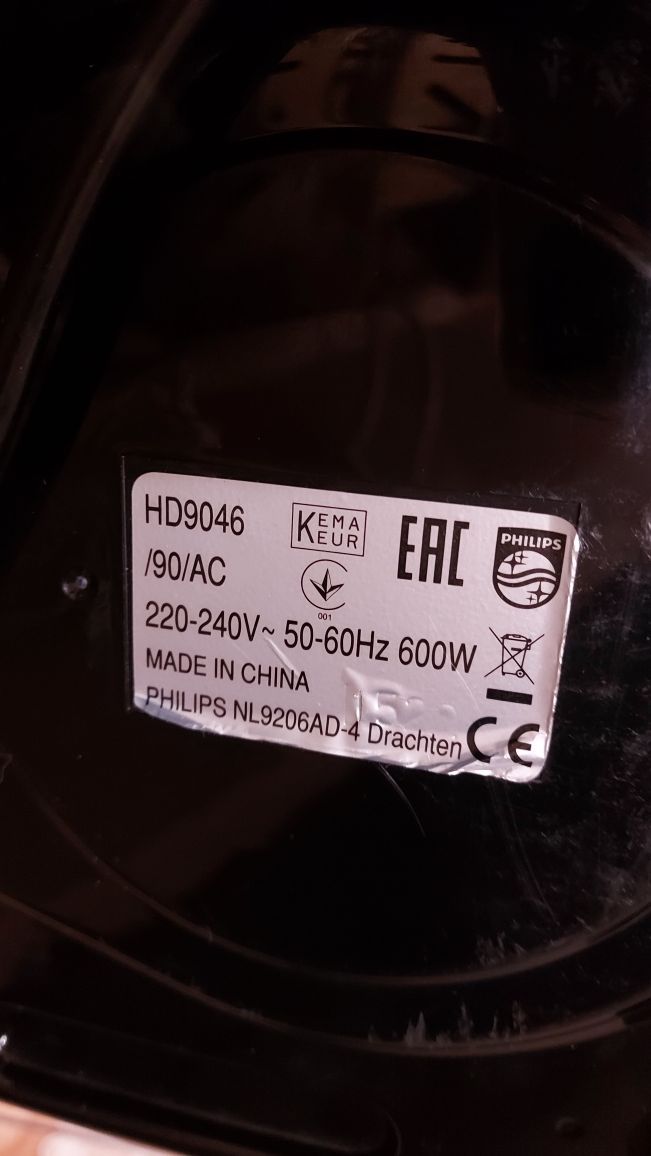 HD9046
/90/AC
KEMA
KEUR
EAC
PHILIPS
001
220-240V~ 50-60Hz 600W
MADE IN CHINA
PHILIPS NL9206AD-4 Drachten
CE